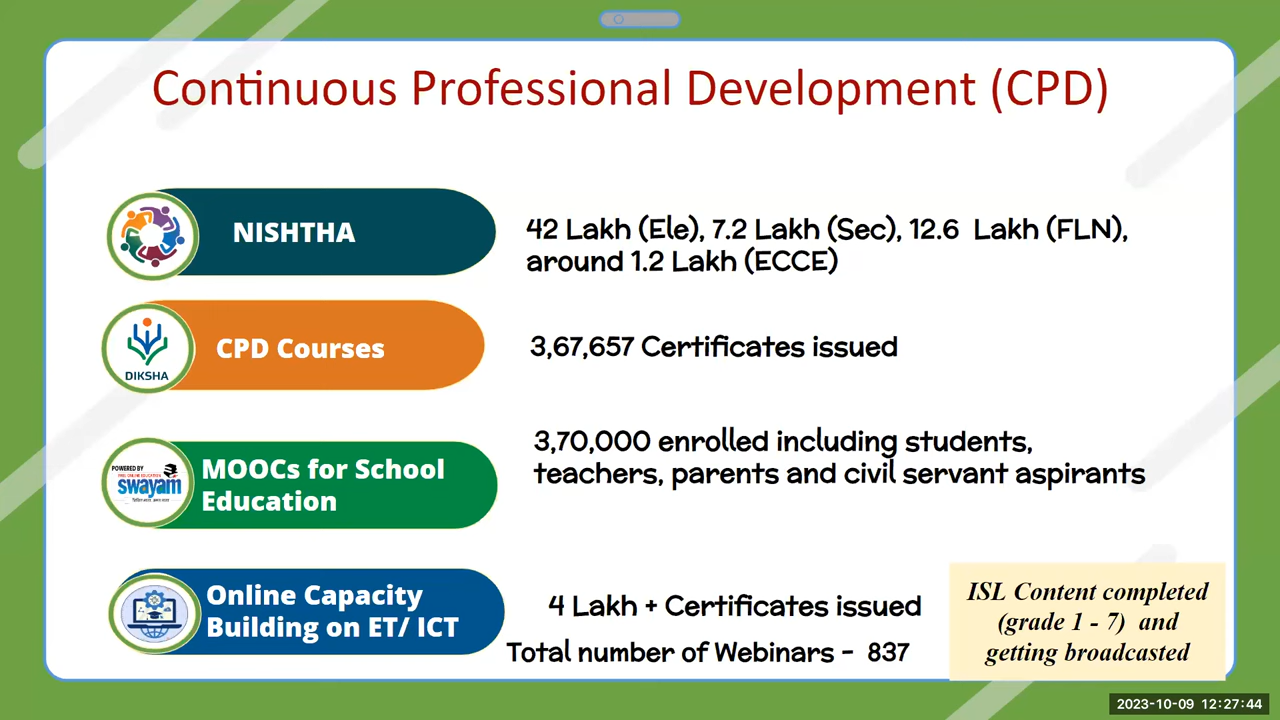 Continuous Professional Development (CPD)
NISHTHA
42 Lakh (Ele), 7.2 Lakh (Sec), 12.6 Lakh (FLN),
around 1.2 Lakh (ECCE)
DIKSHA
CPD Courses
3,67,657 Certificates issued
POWERED BY
swayam
MOOCs for School
Education
3,70,000 enrolled including students,
teachers, parents and civil servant aspirants
Online Capacity
Building on ET/ ICT
4 Lakh + Certificates issued
Total number of Webinars - 837
ISL Content completed
(grade 1 - 7) and
getting broadcasted
2023-10-09 12:27:44